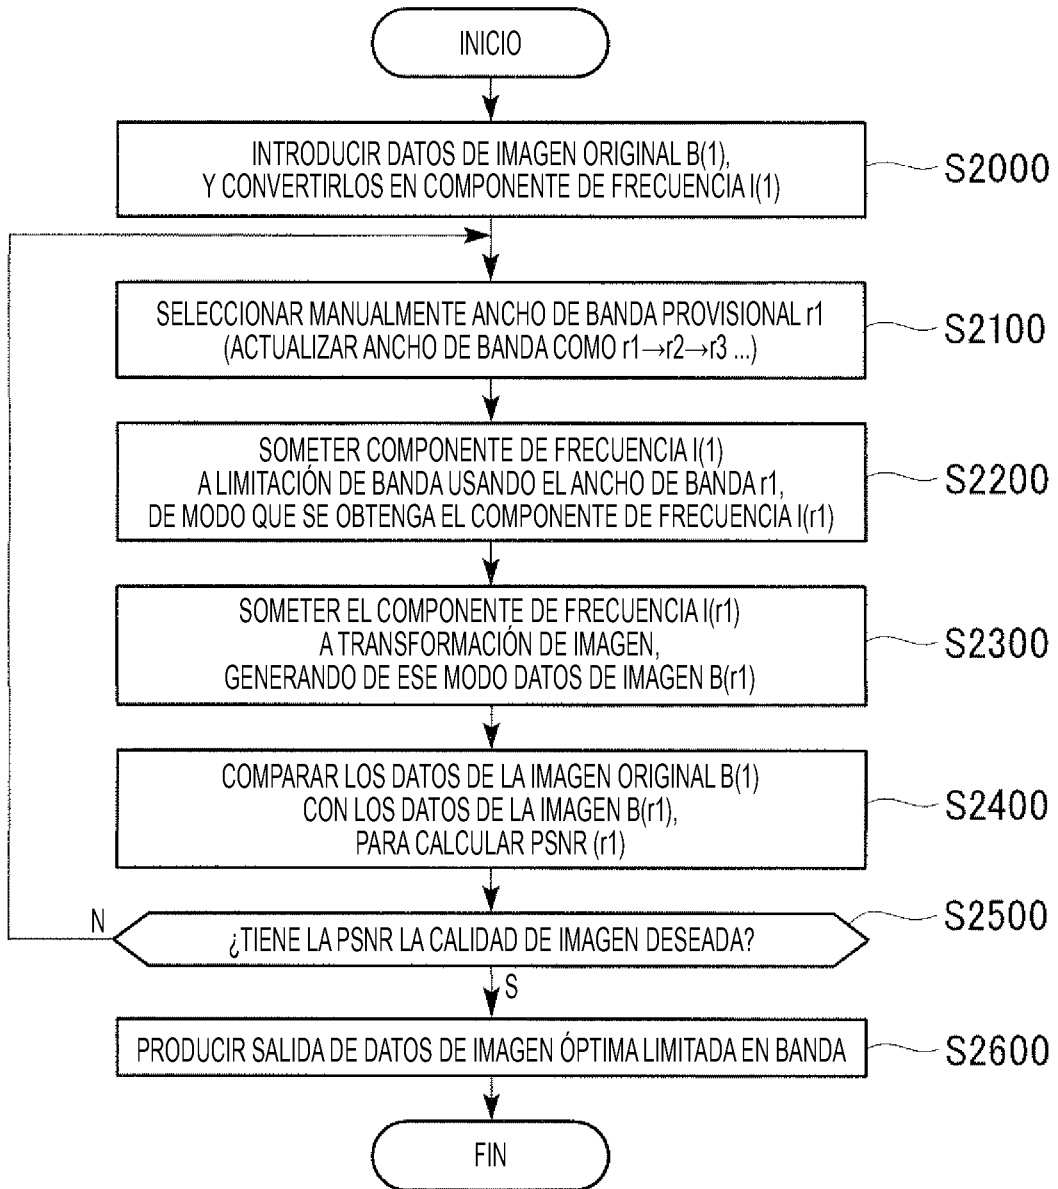 INICIO
INTRODUCIR DATOS DE IMAGEN ORIGINAL B(1),
Y CONVERTIRLOS EN COMPONENTE DE FRECUENCIA I(1)
S2000
SELECCIONAR MANUALMENTE ANCHO DE BANDA PROVISIONAL r1
(ACTUALIZAR ANCHO DE BANDA COMO r1→r2→r3 ...)
S2100
SOMETER COMPONENTE DE FRECUENCIA I(1)
A LIMITACIÓN DE BANDA USANDO EL ANCHO DE BANDA r1,
DE MODO QUE SE OBTENGA EL COMPONENTE DE FRECUENCIA I(r1)
S2200
SOMETER EL COMPONENTE DE FRECUENCIA I(r1)
A TRANSFORMACIÓN DE IMAGEN,
GENERANDO DE ESE MODO DATOS DE IMAGEN B(r1)
S2300
COMPARAR LOS DATOS DE LA IMAGEN ORIGINAL B(1)
CON LOS DATOS DE LA IMAGEN B(r1),
PARA CALCULAR PSNR (r1)
S2400
N
¿TIENE LA PSNR LA CALIDAD DE IMAGEN DESEADA?
S2500
S
PRODUCIR SALIDA DE DATOS DE IMAGEN ÓPTIMA LIMITADA EN BANDA
S2600
FIN